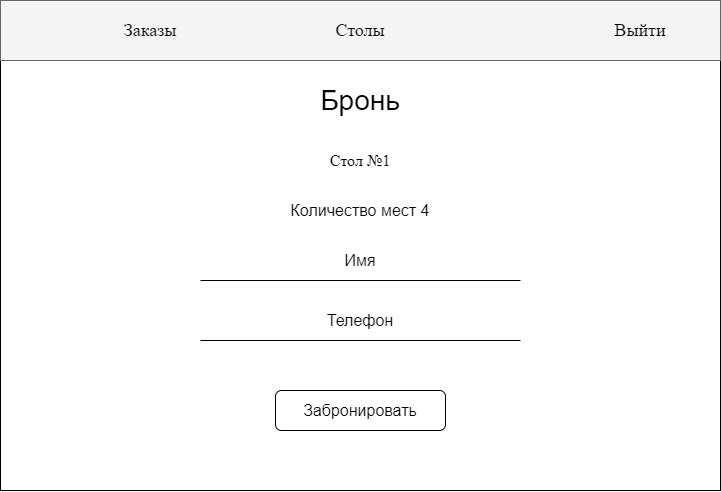 Заказы Столы Выйти
Бронь
Стол №1
Количество мест 4
Имя
Телефон
Забронировать